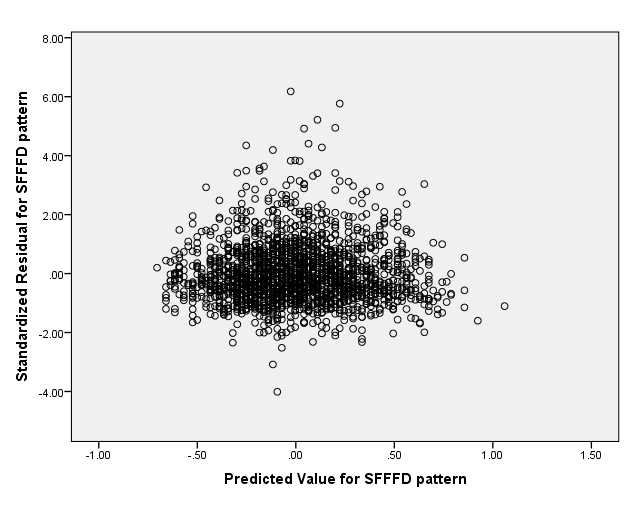 8.00
6.00
4.00
2.00
.00
-2.00
-4.00
Standardized Residual for SFFFD pattern
-1.00 -.50 .00 .50 1.00 1.50
Predicted Value for SFFFD pattern